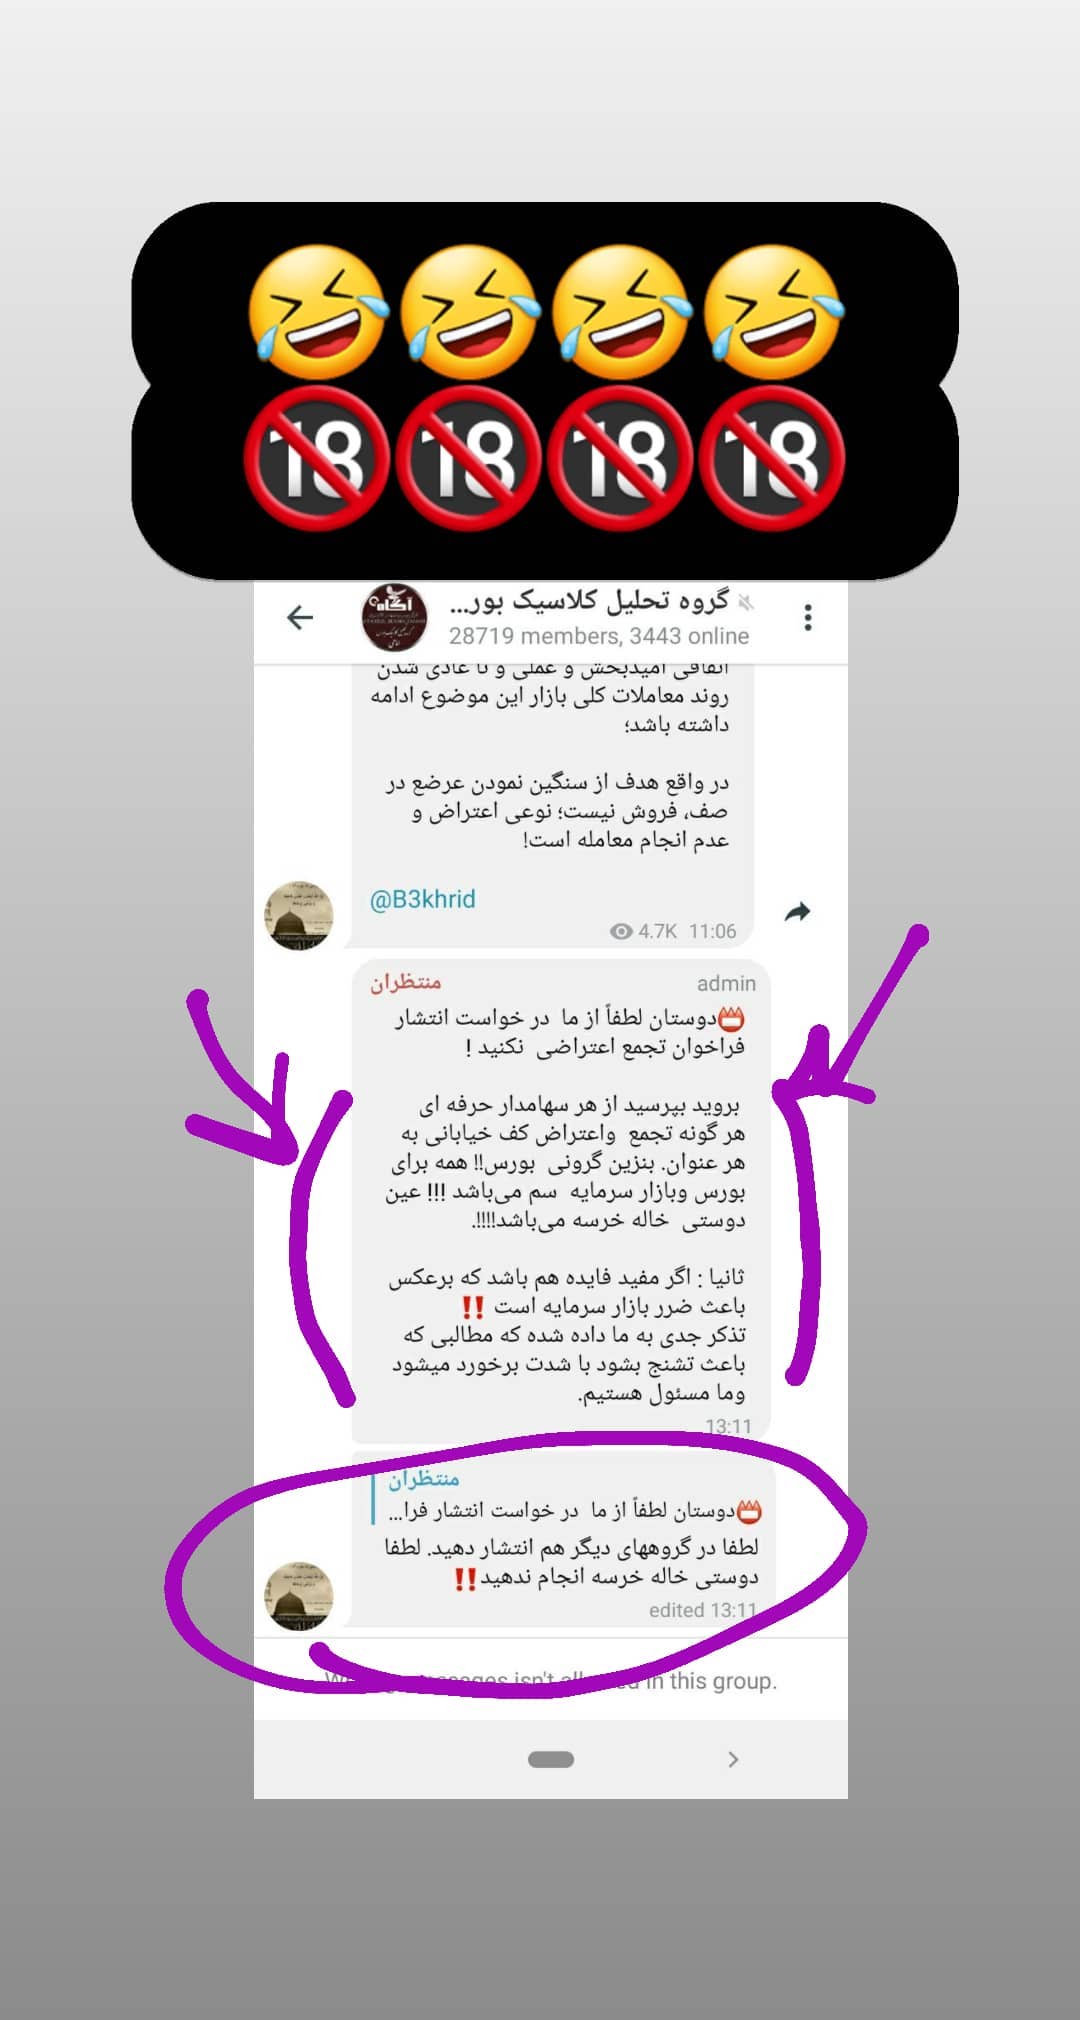 🤣🤣🤣🤣
🔞🔞🔞🔞
گروه تحلیل کلاسیک بور...
28719 members, 3443 online
آگاه
اتفاقی امیدبخش و عملی و تا عادی شدن
روند معاملات کلی بازار این موضوع ادامه
داشته باشد؛
در واقع هدف از سنگین نمودن عرضع در
صف، فروش نیست؛ نوعی اعتراض و
عدم انجام معامله است!
@B3khrid
4.7K 11:06
منتظران admin
📛دوستان لطفاً از ما در خواست انتشار
فراخوان تجمع اعتراضی نکنید !
بروید بپرسید از هر سهامدار حرفه ای
هر گونه تجمع واعتراض کف خیابانی به
هر عنوان. بنزین گرونی بورس!! همه برای
بورس وبازار سرمایه سم می‌باشد !!! عین
دوستی خاله خرسه می‌باشد!!!!.
ثانیا : اگر مفید فایده هم باشد که برعکس
باعث ضرر بازار سرمایه است ‼️
تذکر جدی به ما داده شده که مطالبی که
باعث تشنج بشود با شدت برخورد میشود
وما مسئول هستیم.
13:11
منتظران
📛دوستان لطفاً از ما در خواست انتشار فرا...
لطفا در گروههای دیگر هم انتشار دهید. لطفا
دوستی خاله خرسه انجام ندهید‼️
edited 13:11
messages isn't in this group.